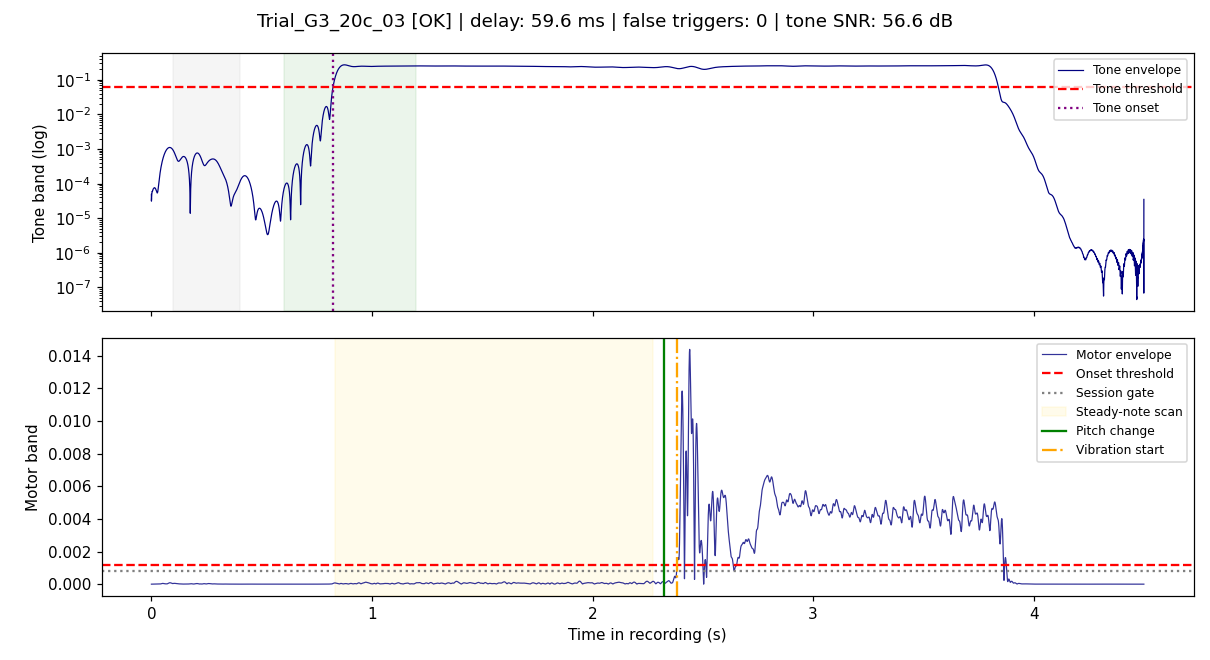 Trial_G3_20c_03 [OK] | delay: 59.6 ms | false triggers: 0 | tone SNR: 56.6 dB
Tone band (log)
10⁻¹
10⁻²
10⁻³
10⁻⁴
10⁻⁵
10⁻⁶
10⁻⁷
Tone envelope
Tone threshold
Tone onset
Motor band
0.014
0.012
0.010
0.008
0.006
0.004
0.002
0.000
Motor envelope
Onset threshold
Session gate
Steady-note scan
Pitch change
Vibration start
0 1 2 3 4
Time in recording (s)